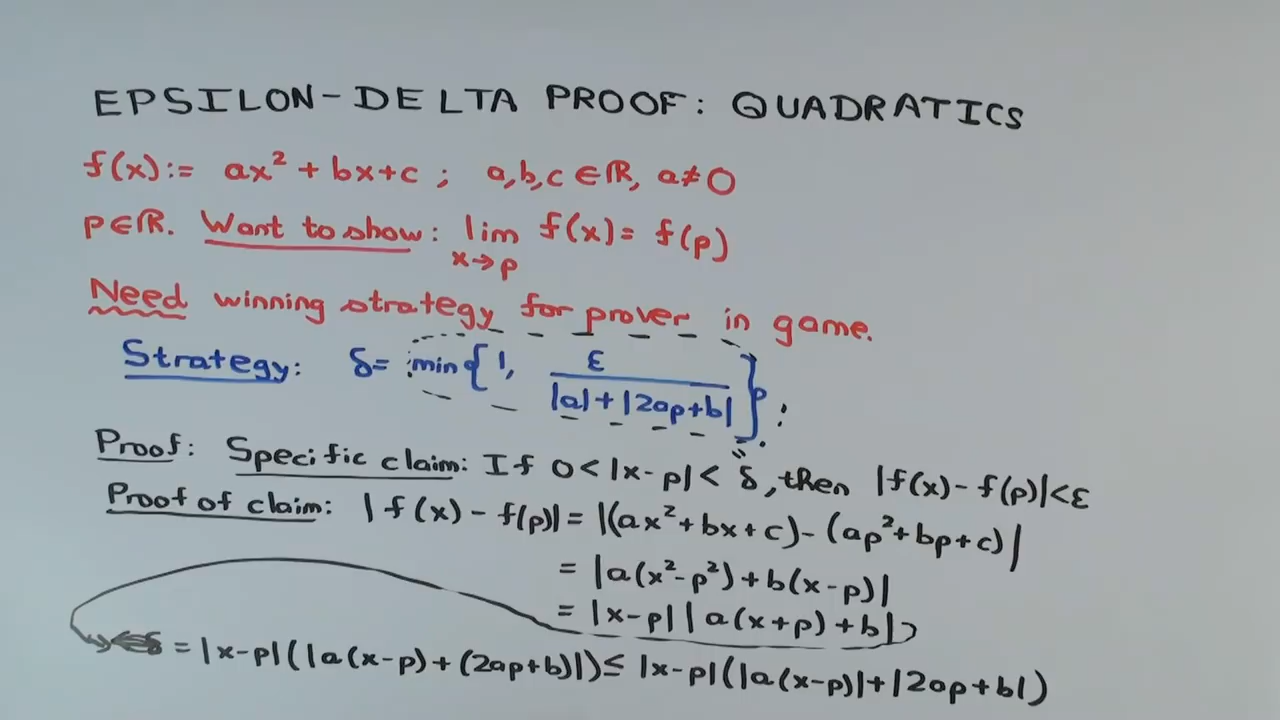 EPSILON-DELTA PROOF: QUADRATICS
f(x):= ax² + bx+c ; a,b,c ∈ℝ, a≠0
p∈ℝ. Want to show: lim f(x)= f(p)
x→p
Need winning strategy for prover in game.
Strategy: δ= min{1, ε / |a|+|2ap+b|}
Proof: Specific claim: If 0<|x-p|< δ, then |f(x)-f(p)|<ε
Proof of claim: |f(x)-f(p)|= |(ax²+bx+c)-(ap²+bp+c)|
= |a(x²-p²)+b(x-p)|
= |x-p| |a(x+p)+b|
= |x-p|(|a(x-p)+(2ap+b)|)≤ |x-p|(|a(x-p)|+|2ap+b|)